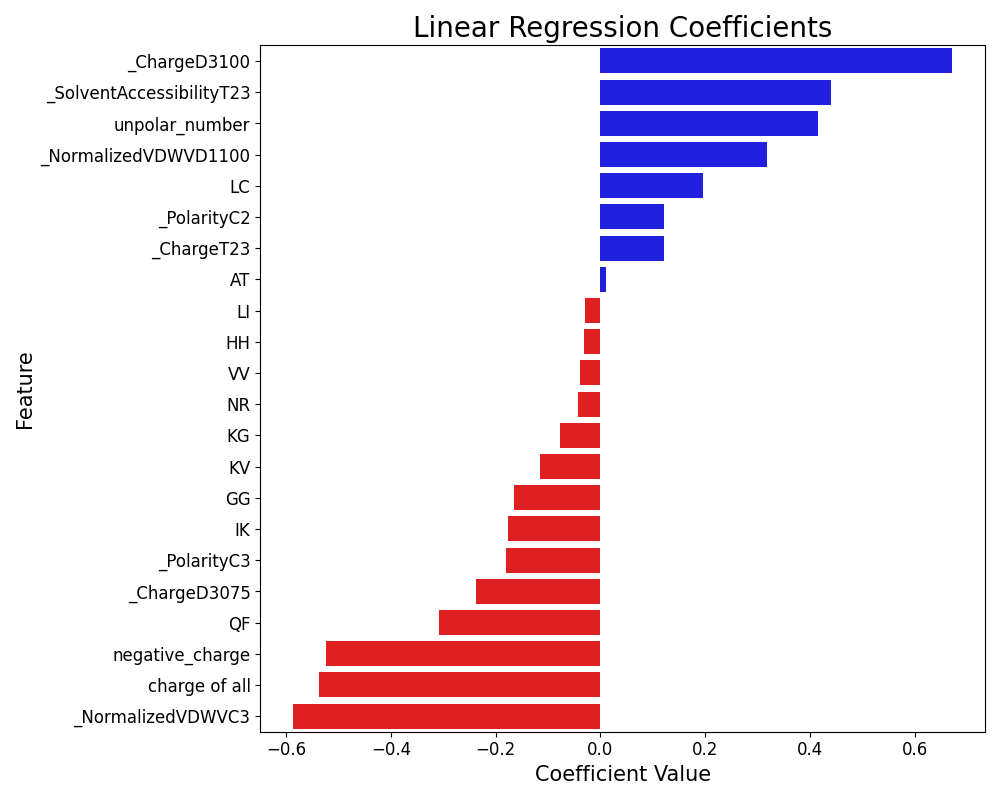 Linear Regression Coefficients
_ChargeD3100
_SolventAccessibilityT23
unpolar_number
_NormalizedVDWVD1100
LC
_PolarityC2
_ChargeT23
AT
LI
HH
VV
NR
KG
KV
GG
IK
_PolarityC3
_ChargeD3075
QF
negative_charge
charge of all
_NormalizedVDWVC3
Feature
−0.6 −0.4 −0.2 0.0 0.2 0.4 0.6
Coefficient Value